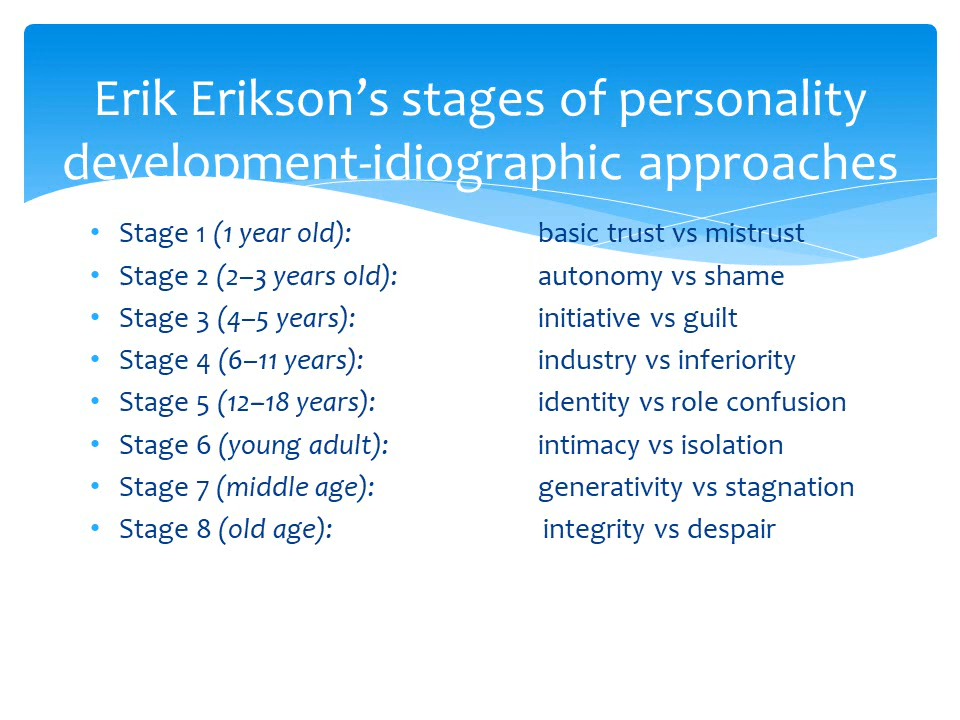 Erik Erikson’s stages of personality
development-idiographic approaches
• Stage 1 (1 year old): basic trust vs mistrust
• Stage 2 (2–3 years old): autonomy vs shame
• Stage 3 (4–5 years): initiative vs guilt
• Stage 4 (6–11 years): industry vs inferiority
• Stage 5 (12–18 years): identity vs role confusion
• Stage 6 (young adult): intimacy vs isolation
• Stage 7 (middle age): generativity vs stagnation
• Stage 8 (old age): integrity vs despair